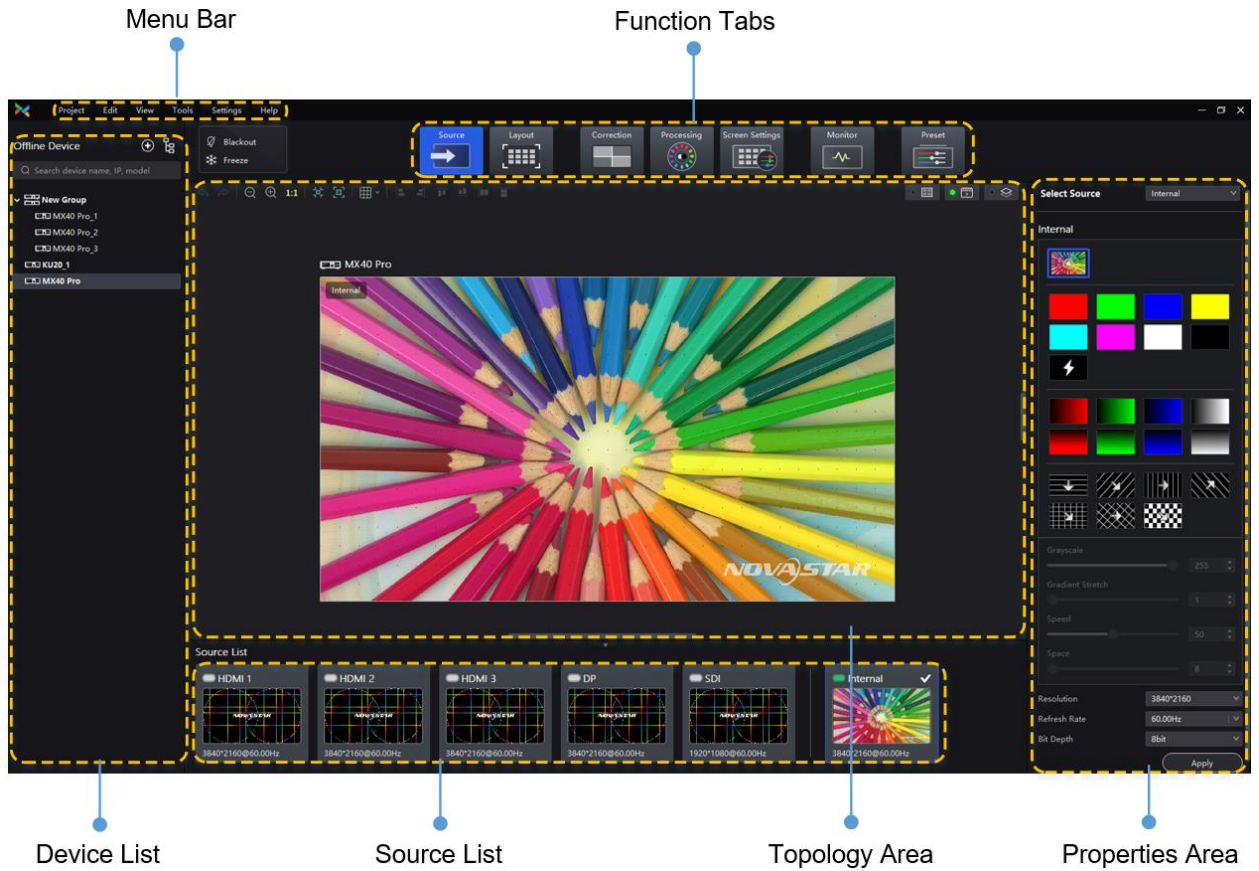 Menu Bar
Function Tabs
Project Edit View Tools Settings Help
Offline Device
Search device name, IP, model
New Group
MX40 Pro_1
MX40 Pro_2
MX40 Pro_3
KU20_1
MX40 Pro
Blackout
Freeze
Source Layout Correction Processing Screen Settings Monitor Preset
1:1
MX40 Pro
Internal
NOVASTAR
Select Source Internal
Internal
Grayscale
255
Gradient Stretch
1
Speed
50
Space
8
Resolution 3840*2160
Refresh Rate 60.00Hz
Bit Depth 8bit
Apply
Source List
HDMI 1 HDMI 2 HDMI 3 DP SDI Internal
NOVASTAR NOVASTAR NOVASTAR NOVASTAR NOVASTAR
3840*2160@60.00Hz 3840*2160@60.00Hz 3840*2160@60.00Hz 3840*2160@60.00Hz 1920*1080@60.00Hz 3840*2160@60.00Hz
Device List Source List Topology Area Properties Area